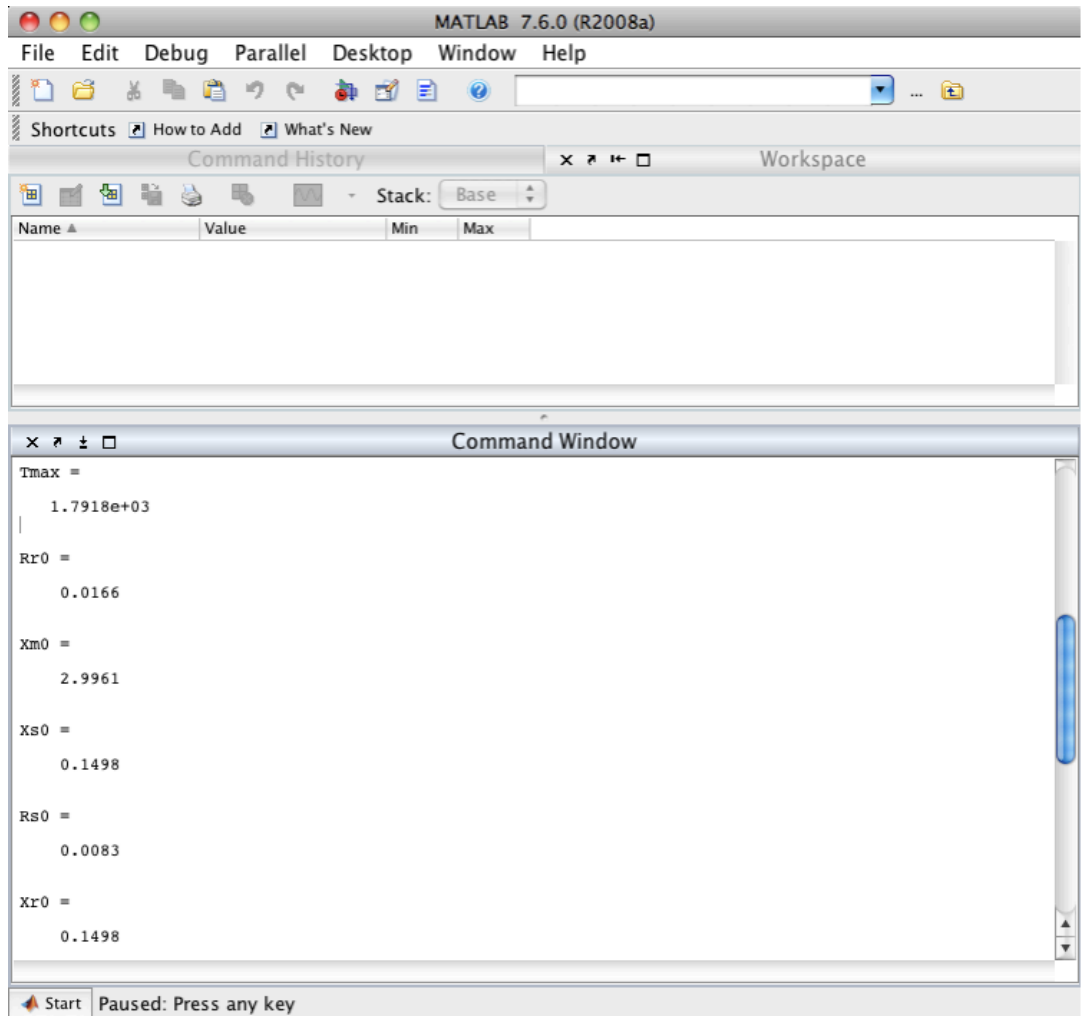 MATLAB 7.6.0 (R2008a)
File Edit Debug Parallel Desktop Window Help
...
Shortcuts How to Add What's New
Command History Workspace
Stack: Base
Name Value Min Max
Command Window
Tmax =
1.7918e+03
Rr0 =
0.0166
Xm0 =
2.9961
Xs0 =
0.1498
Rs0 =
0.0083
Xr0 =
0.1498
Start Paused: Press any key